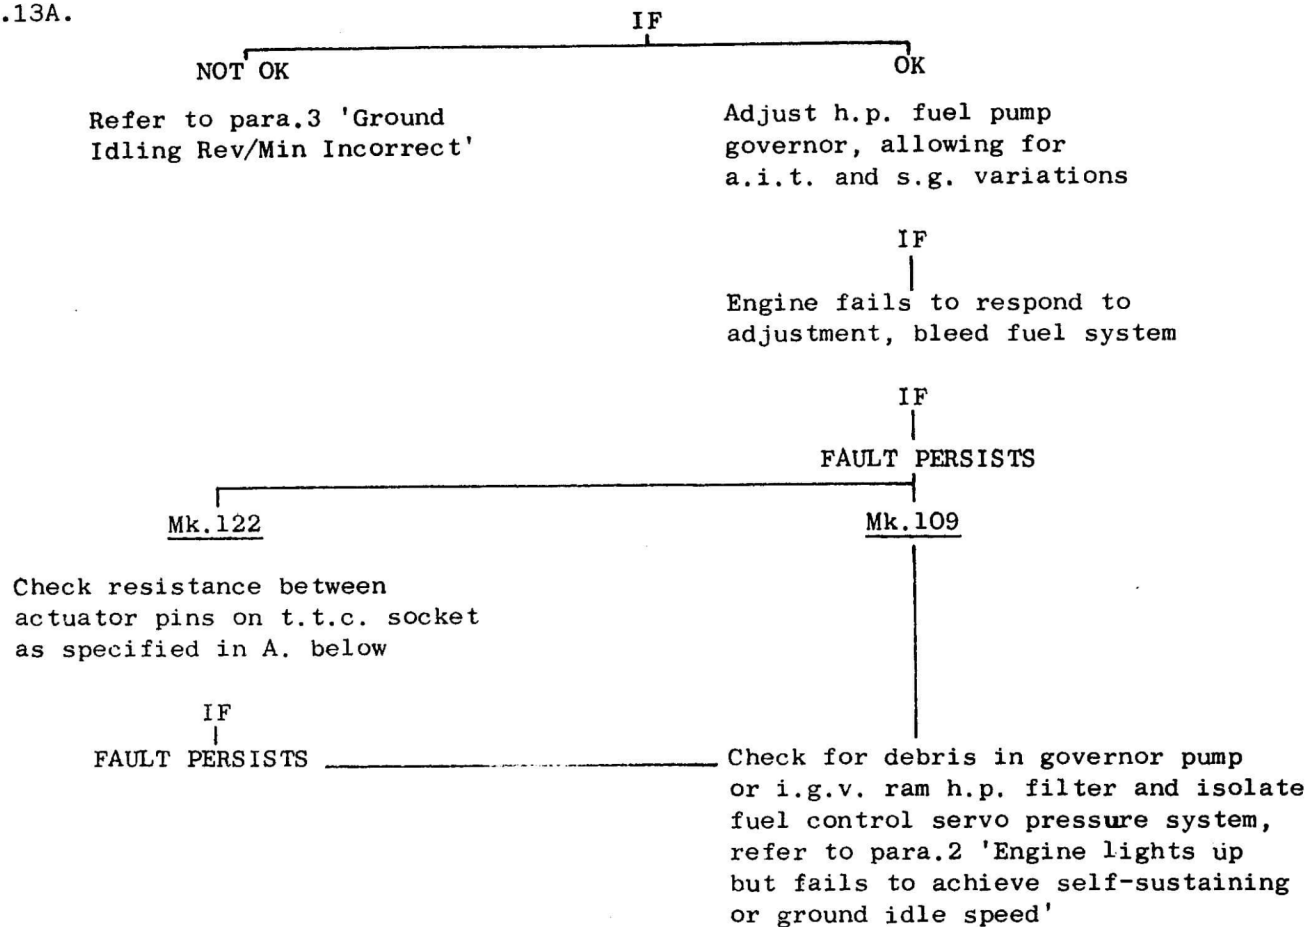 .13A.
IF
NOT OK
OK
Refer to para.3 'Ground
Idling Rev/Min Incorrect'
Adjust h.p. fuel pump
governor, allowing for
a.i.t. and s.g. variations
IF
Engine fails to respond to
adjustment, bleed fuel system
IF
FAULT PERSISTS
Mk.122
Mk.109
Check resistance between
actuator pins on t.t.c. socket
as specified in A. below
IF
FAULT PERSISTS
Check for debris in governor pump
or i.g.v. ram h.p. filter and isolate
fuel control servo pressure system,
refer to para.2 'Engine lights up
but fails to achieve self-sustaining
or ground idle speed'